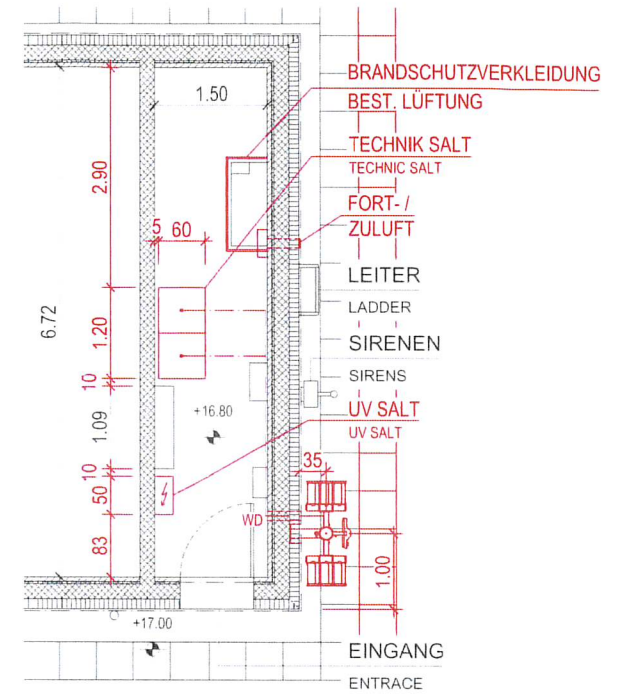 BRANDSCHUTZVERKLEIDUNG
BEST. LÜFTUNG
1.50
TECHNIK SALT
TECHNIC SALT
2.90
FORT- /
ZULUFT
5 60
LEITER
LADDER
6.72
1.20
SIRENEN
SIRENS
10
+16.80
UV SALT
UV SALT
1.09
35
10
50
WD
83
1.00
+17.00
EINGANG
ENTRACE